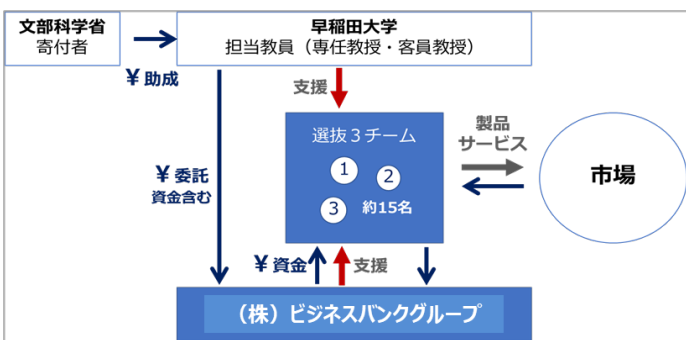 文部科学省
寄付者
早稲田大学
担当教員（専任教授・客員教授）
¥ 助成
支援
¥ 委託
資金含む
選抜３チーム
1
2
3
約15名
製品
サービス
市場
¥ 資金
支援
（株）ビジネスバンクグループ